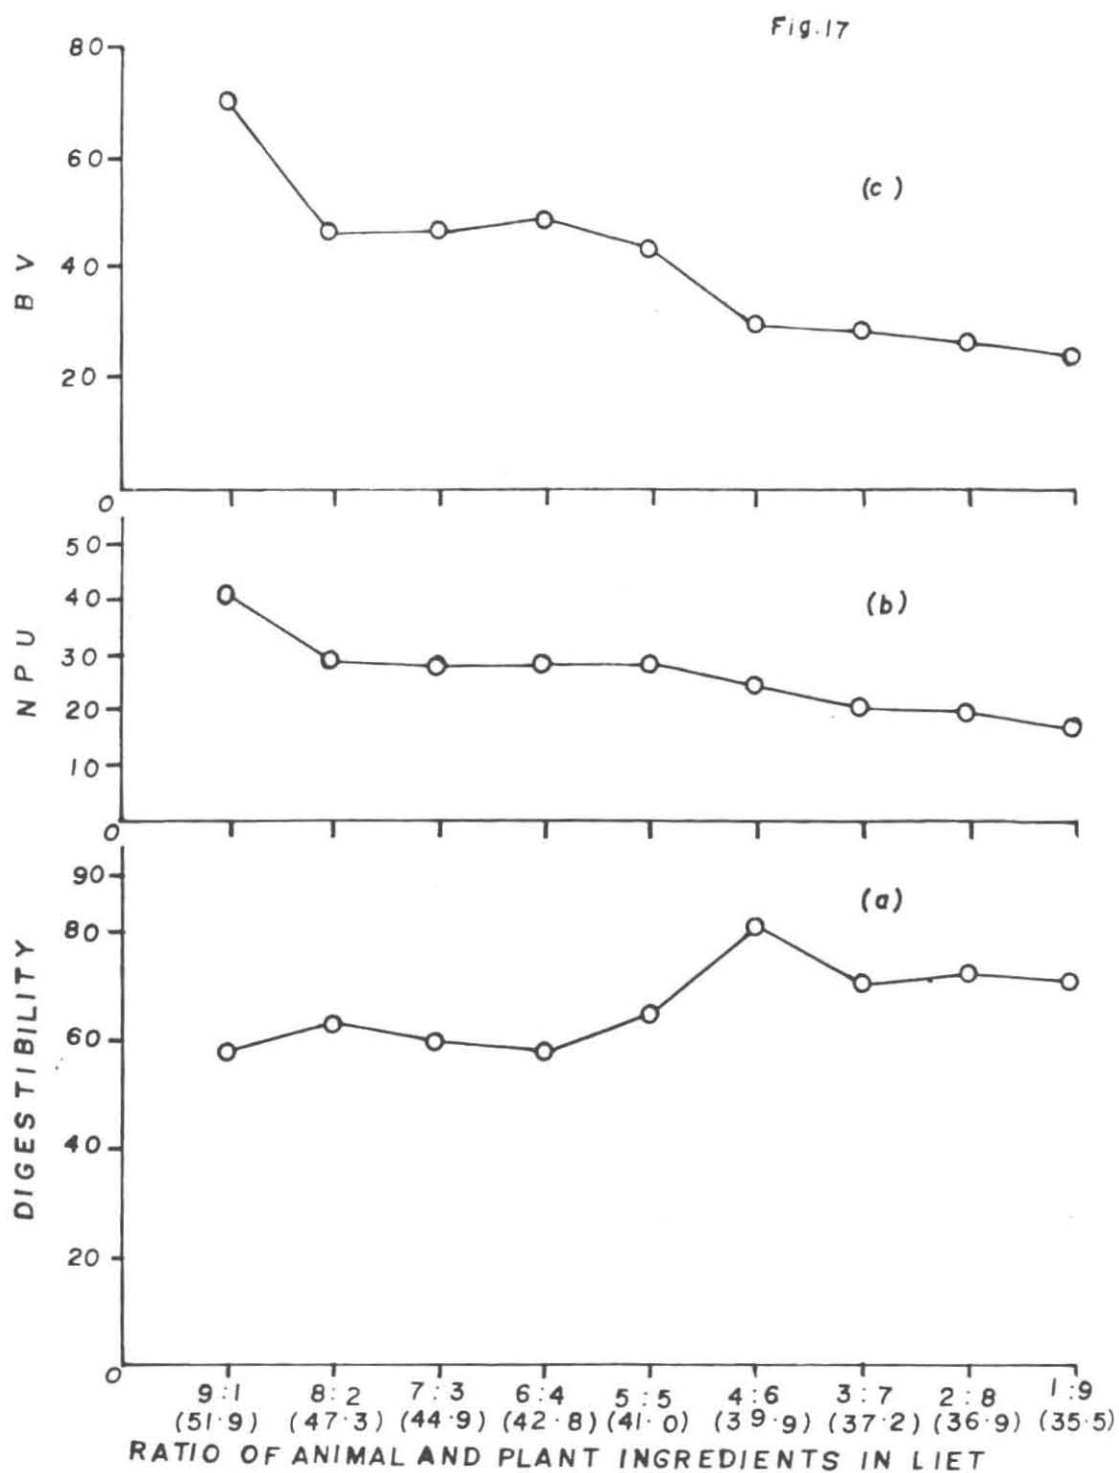 Fig.17
80
60
40
20
0
B V
(c)
50
40
30
20
10
0
N P U
(b)
90
80
60
40
20
0
DIGESTIBILITY
(a)
9:1 8:2 7:3 6:4 5:5 4:6 3:7 2:8 1:9
(51.9) (47.3) (44.9) (42.8) (41.0) (39.9) (37.2) (36.9) (35.5)
RATIO OF ANIMAL AND PLANT INGREDIENTS IN LIET